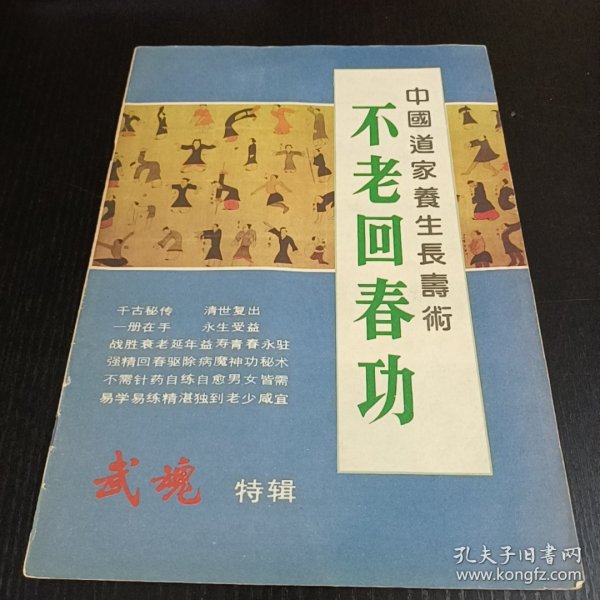 中國道家養生長壽術
不老回春功
千古秘传 清世复出
一册在手 永生受益
战胜衰老延年益寿青春永驻
强精回春驱除病魔神功秘术
不需针药自练自愈男女皆需
易学易练精湛独到老少咸宜
武魂 特辑
孔夫子旧书网
www.kongfz.com